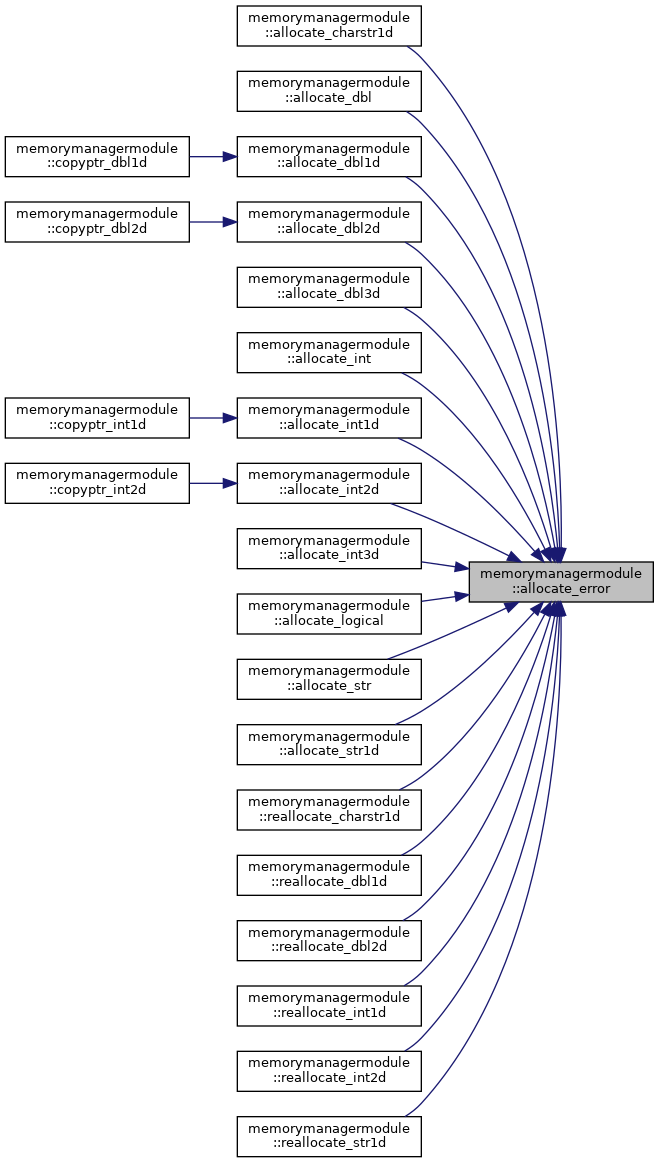 memorymanagermodule
::allocate_charstr1d
memorymanagermodule
::allocate_dbl
memorymanagermodule
::copyptr_dbl1d
memorymanagermodule
::allocate_dbl1d
memorymanagermodule
::copyptr_dbl2d
memorymanagermodule
::allocate_dbl2d
memorymanagermodule
::allocate_dbl3d
memorymanagermodule
::allocate_int
memorymanagermodule
::copyptr_int1d
memorymanagermodule
::allocate_int1d
memorymanagermodule
::copyptr_int2d
memorymanagermodule
::allocate_int2d
memorymanagermodule
::allocate_int3d
memorymanagermodule
::allocate_error
memorymanagermodule
::allocate_logical
memorymanagermodule
::allocate_str
memorymanagermodule
::allocate_str1d
memorymanagermodule
::reallocate_charstr1d
memorymanagermodule
::reallocate_dbl1d
memorymanagermodule
::reallocate_dbl2d
memorymanagermodule
::reallocate_int1d
memorymanagermodule
::reallocate_int2d
memorymanagermodule
::reallocate_str1d